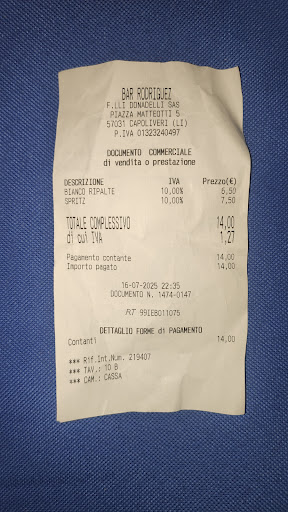 BAR RODRIGUEZ
F.LLI DONADELLI SAS
PIAZZA MATTEOTTI 5
57031 CAPOLIVERI (LI)
P.IVA 01323240497
DOCUMENTO COMMERCIALE
di vendita o prestazione
DESCRIZIONE IVA Prezzo(€)
BIANCO RIPALTE 10,00% 6,50
SPRITZ 10,00% 7,50
TOTALE COMPLESSIVO 14,00
di cui IVA 1,27
Pagamento contante 14,00
Importo pagato 14,00
16-07-2025 22:35
DOCUMENTO N. 1474-0147
RT 99IEB011075
DETTAGLIO FORME di PAGAMENTO
Contanti 14,00
*** Rif.Int.Num. 219407
*** TAV.: 10 B
*** CAM.: CASSA